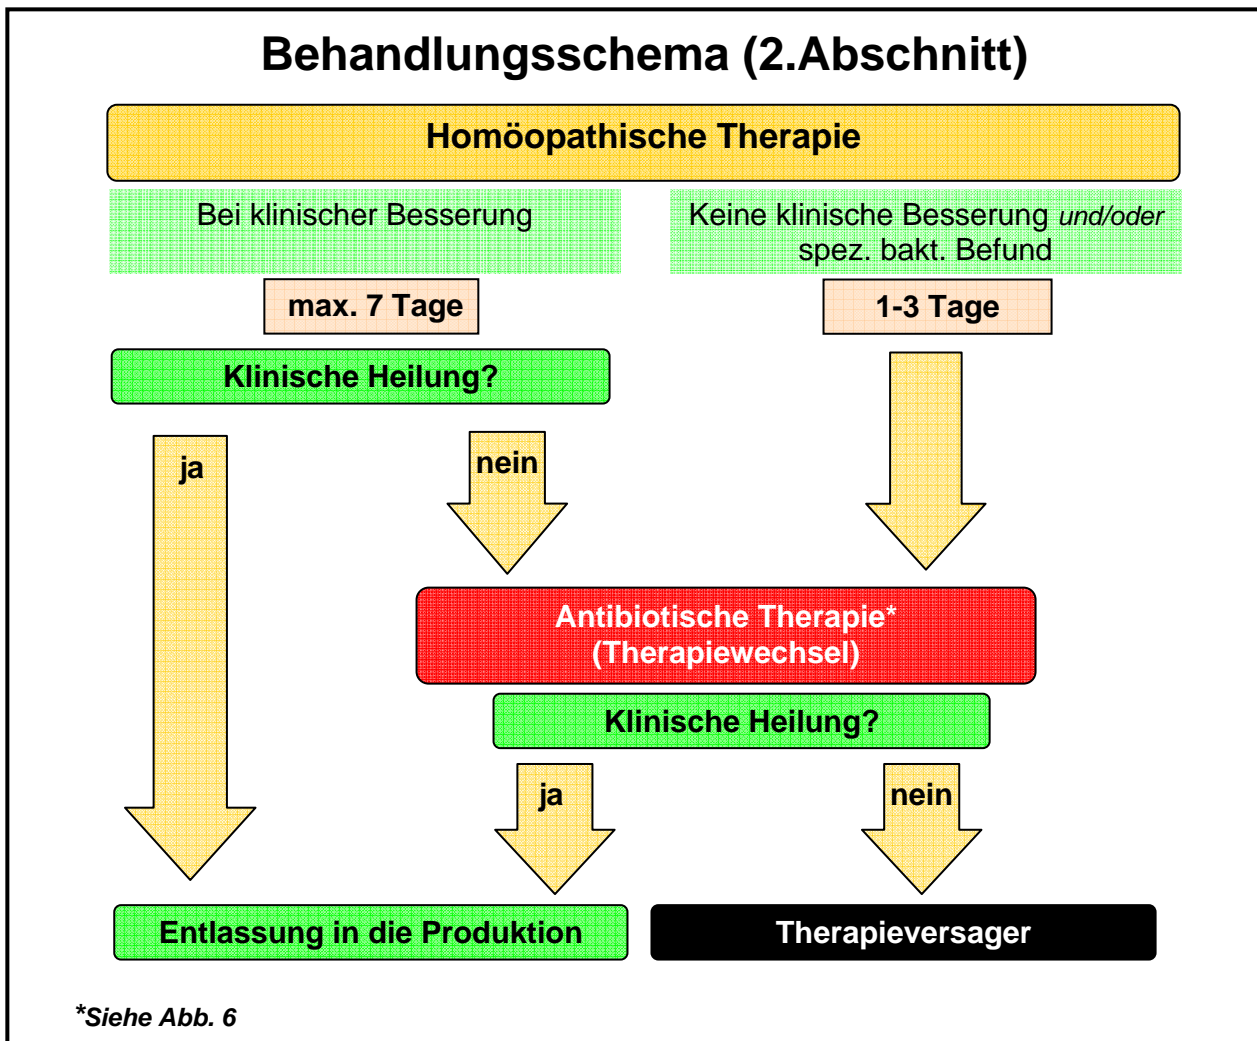 Behandlungsschema (2.Abschnitt)
Homöopathische Therapie
Bei klinischer Besserung
Keine klinische Besserung und/oder
spez. bakt. Befund
max. 7 Tage
1-3 Tage
Klinische Heilung?
ja
nein
Antibiotische Therapie*
(Therapiewechsel)
Klinische Heilung?
ja
nein
Entlassung in die Produktion
Therapieversager
*Siehe Abb. 6